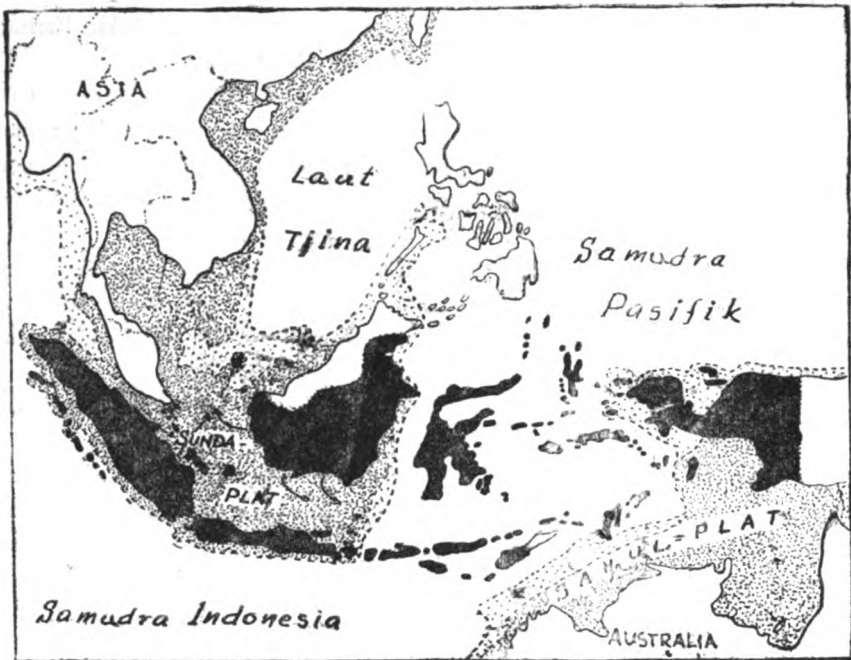 ASIA
Laut
Tjina
Samudra
Pasifik
SUNDA-
PLAT
SAHUL=PLAT
Samudra Indonesia
AUSTRALIA